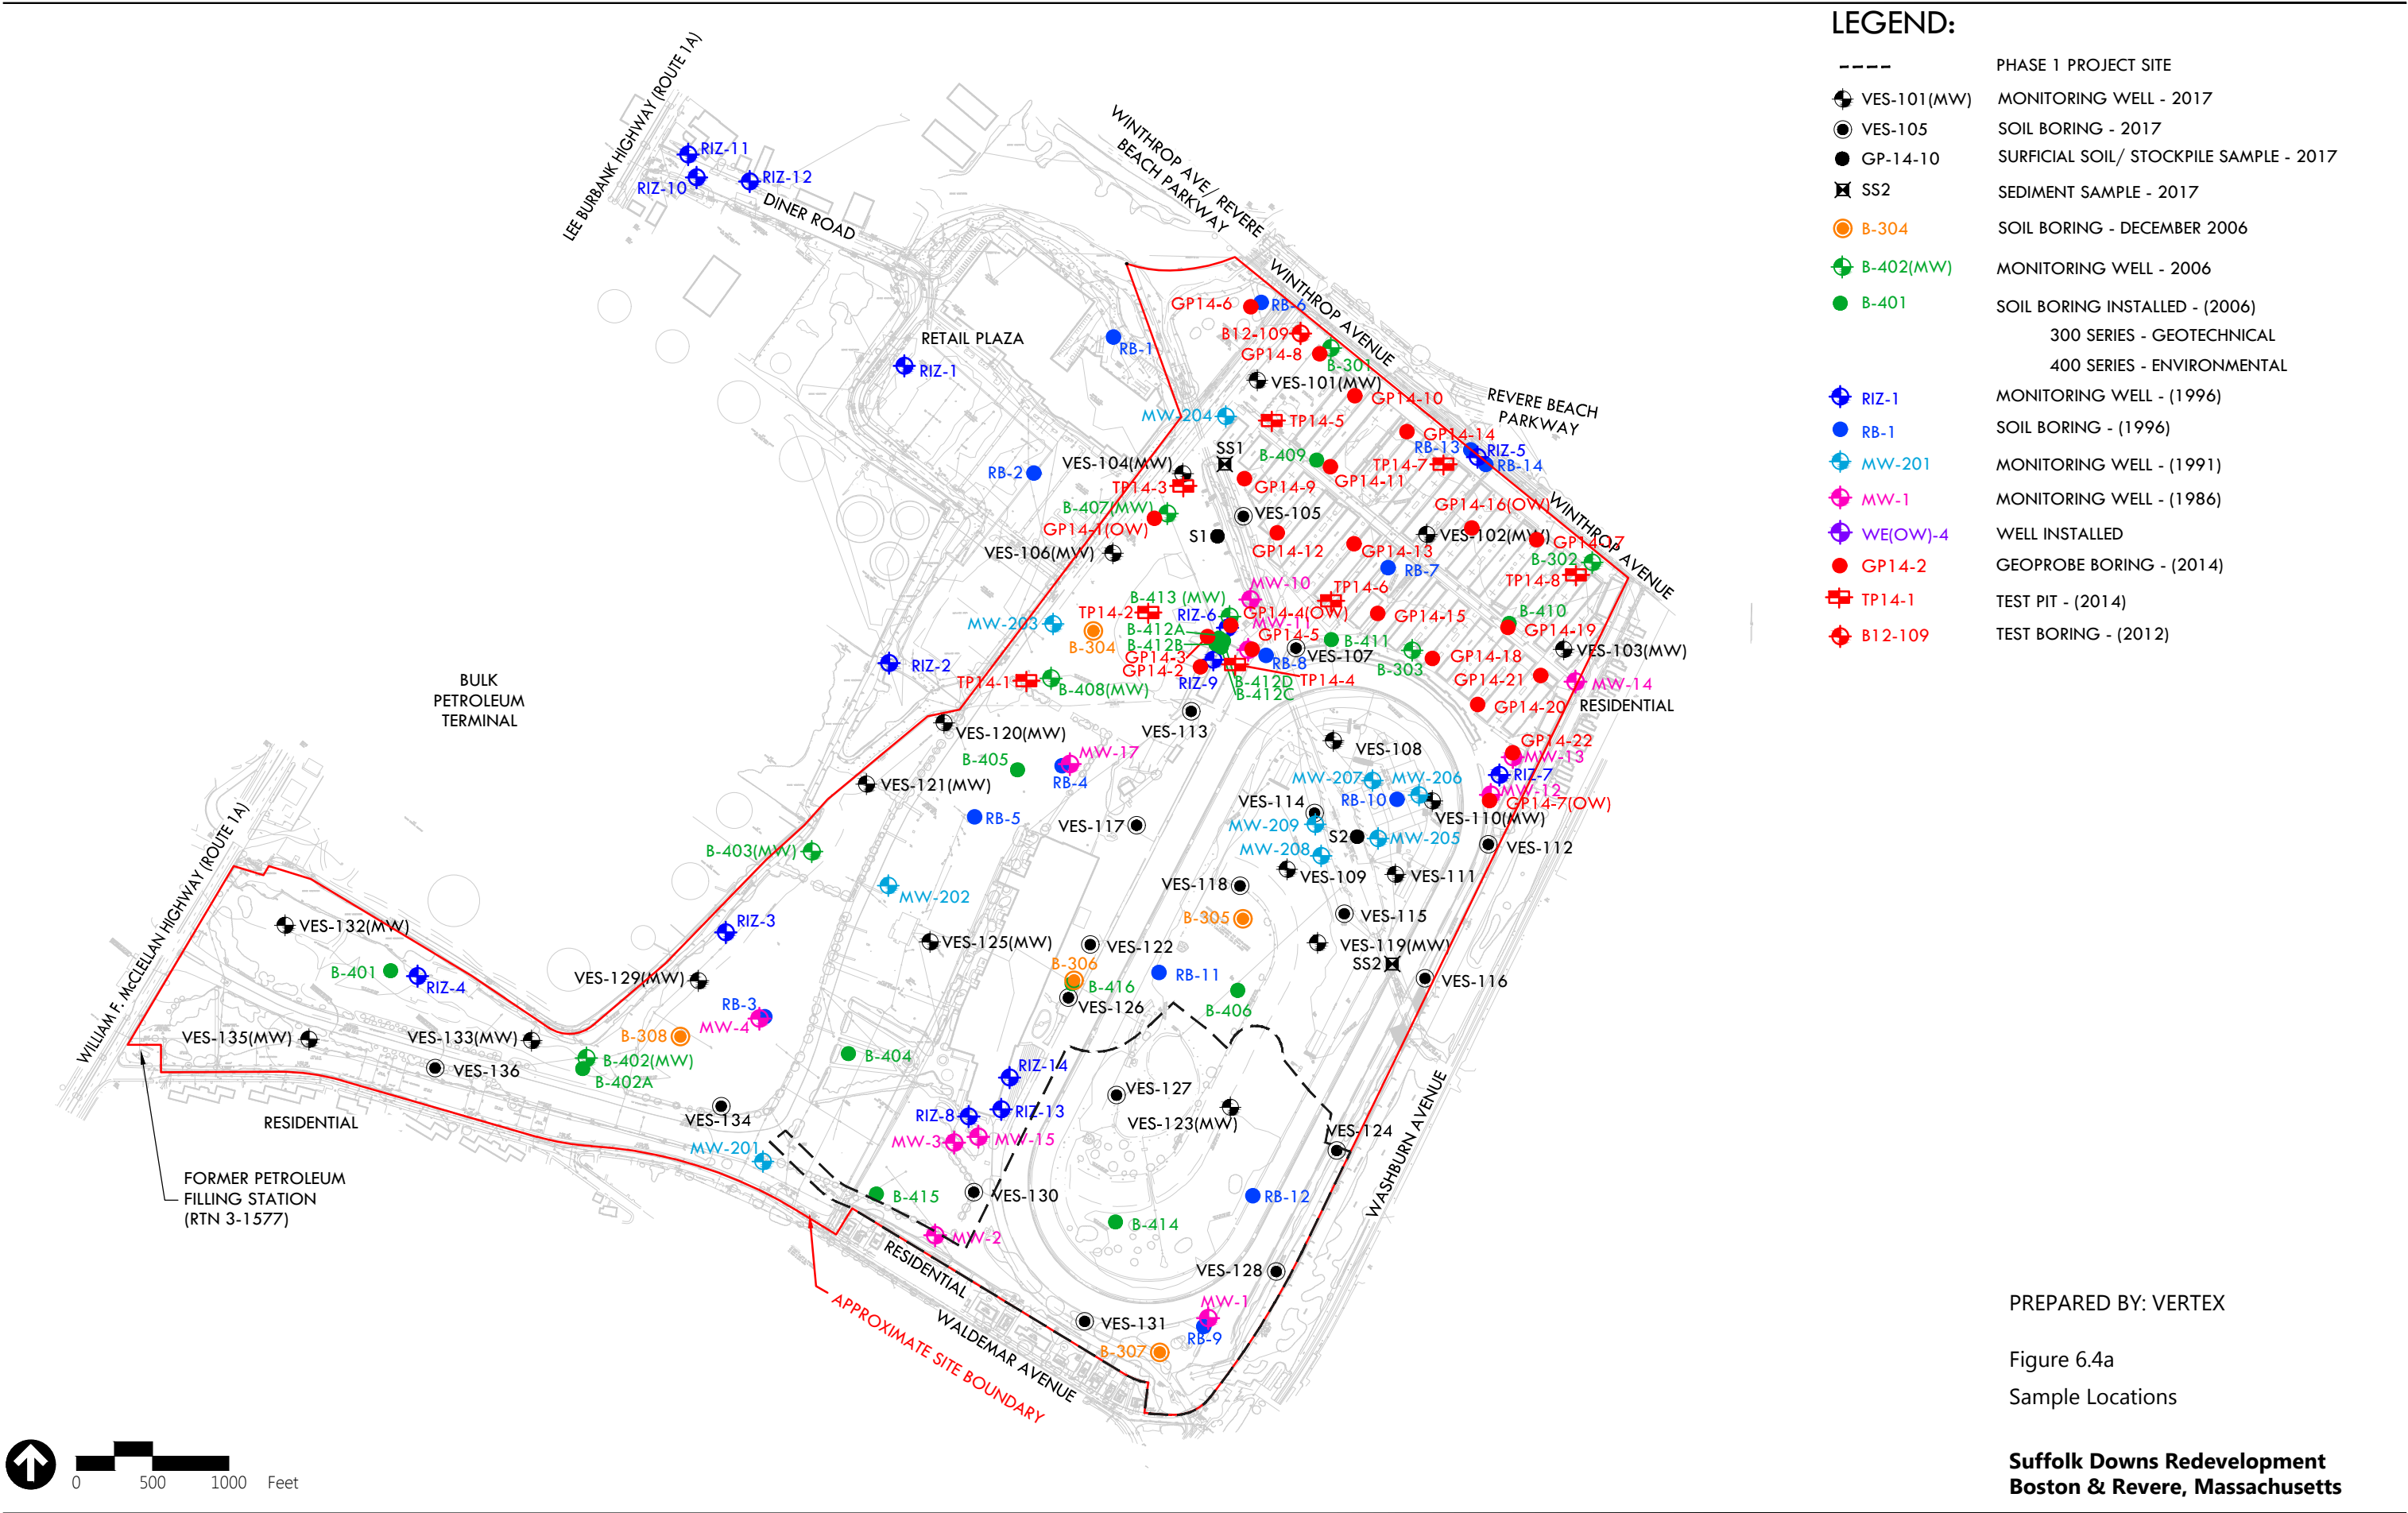 LEGEND:
PHASE 1 PROJECT SITE
VES-101(MW) MONITORING WELL - 2017
VES-105 SOIL BORING - 2017
GP-14-10 SURFICIAL SOIL/ STOCKPILE SAMPLE - 2017
SS2 SEDIMENT SAMPLE - 2017
B-304 SOIL BORING - DECEMBER 2006
B-402(MW) MONITORING WELL - 2006
B-401 SOIL BORING INSTALLED - (2006)
300 SERIES - GEOTECHNICAL
400 SERIES - ENVIRONMENTAL
RIZ-1 MONITORING WELL - (1996)
RB-1 SOIL BORING - (1996)
MW-201 MONITORING WELL - (1991)
MW-1 MONITORING WELL - (1986)
WE(OW)-4 WELL INSTALLED
GP14-2 GEOPROBE BORING - (2014)
TP14-1 TEST PIT - (2014)
B12-109 TEST BORING - (2012)
LEE BURBANK HIGHWAY (ROUTE 1A)
RIZ-11
RIZ-10
RIZ-12
DINER ROAD
WINTHROP AVE/ REVERE
BEACH PARKWAY
WINTHROP AVENUE
REVERE BEACH
PARKWAY
WINTHROP AVENUE
RETAIL PLAZA
RIZ-1
RB-1
RB-2
GP14-6
RB-6
B12-109
GP14-8
B-301
VES-101(MW)
GP14-10
MW-204
TP14-5
GP14-14
RB-13
RIZ-5
RB-14
SS1
B-409
TP14-7
VES-104(MW)
TP14-3
GP14-9
GP14-11
B-407(MW)
GP14-1(OW)
VES-105
GP14-16(OW)
S1
VES-106(MW)
GP14-12
GP14-13
VES-102(MW)
GP14-17
B-302
TP14-8
RB-7
MW-10
TP14-6
B-413 (MW)
TP14-2
RIZ-6
GP14-4(OW)
MW-11
GP14-15
B-410
GP14-19
MW-203
B-304
B-412A
B-412B
GP14-5
B-411
GP14-3
GP14-2
RB-8
VES-107
B-303
GP14-18
VES-103(MW)
RIZ-2
RIZ-9
TP14-4
B-412D
B-412C
GP14-21
MW-14
TP14-1
B-408(MW)
GP14-20
RESIDENTIAL
BULK
PETROLEUM
TERMINAL
VES-120(MW)
VES-113
VES-108
GP14-22
MW-13
B-405
MW-17
RB-4
MW-207
MW-206
RIZ-7
MW-12
VES-121(MW)
VES-114
RB-10
GP14-7(OW)
VES-110(MW)
RB-5
VES-117
MW-209
S2
MW-205
VES-112
B-403(MW)
MW-208
VES-109
VES-111
MW-202
VES-118
B-305
VES-115
WILLIAM F. McCLELLAN HIGHWAY (ROUTE 1A)
VES-132(MW)
RIZ-3
VES-125(MW)
VES-122
VES-119(MW)
SS2
B-401
RIZ-4
VES-129(MW)
B-306
B-416
VES-126
RB-11
B-406
VES-116
RB-3
MW-4
VES-135(MW)
VES-133(MW)
B-308
B-402(MW)
B-402A
VES-136
B-404
RIZ-14
VES-127
VES-123(MW)
RESIDENTIAL
VES-134
RIZ-8
RIZ-13
MW-3
MW-15
VES-124
WASHBURN AVENUE
MW-201
FORMER PETROLEUM
FILLING STATION
(RTN 3-1577)
B-415
VES-130
RB-12
B-414
MW-2
RESIDENTIAL
VES-128
MW-1
RB-9
VES-131
B-307
WALDEMAR AVENUE
APPROXIMATE SITE BOUNDARY
0 500 1000 Feet
PREPARED BY: VERTEX
Figure 6.4a
Sample Locations
Suffolk Downs Redevelopment
Boston & Revere, Massachusetts